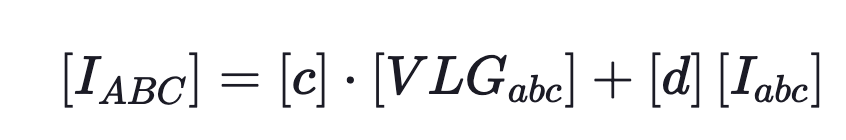 [I_{ABC}] = [c] · [VLG_{abc}] + [d] [I_{abc}]